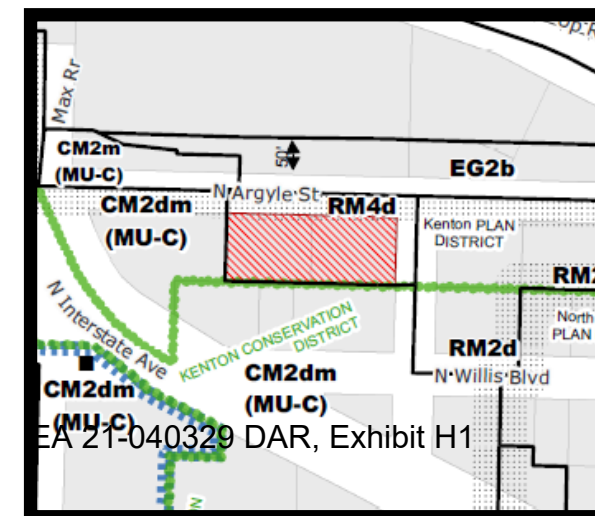 Max Rr
CM2m
(MU-C)
50'
EG2b
N Argyle St
CM2dm
(MU-C)
RM4d
Kenton PLAN
DISTRICT
N Interstate Ave
KENTON CONSERVATION
DISTRICT
North
PLAN
RM2d
N Willis Blvd
CM2dm
(MU-C)
CM2dm
(MU-C)
EA 21-040329 DAR, Exhibit H1